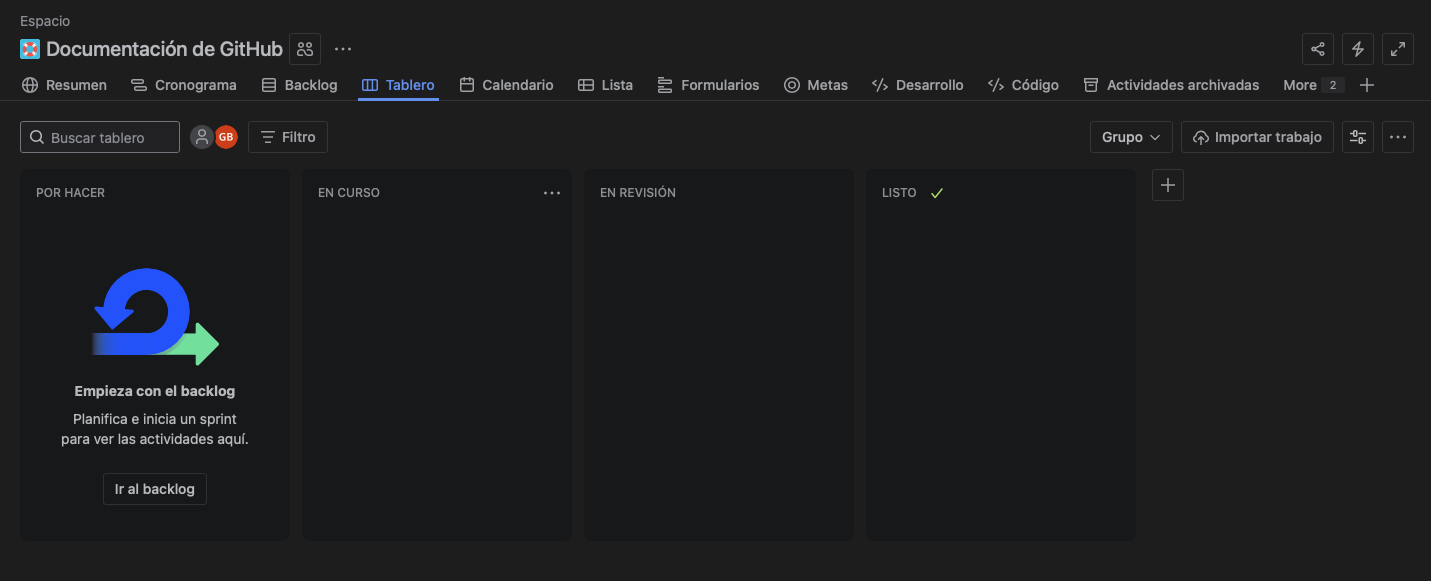 Espacio
Documentación de GitHub
Resumen
Cronograma
Backlog
Tablero
Calendario
Lista
Formularios
Metas
Desarrollo
Código
Actividades archivadas
More 2
Buscar tablero
GB
Filtro
Grupo
Importar trabajo
POR HACER
EN CURSO
EN REVISIÓN
LISTO
Empieza con el backlog
Planifica e inicia un sprint
para ver las actividades aquí.
Ir al backlog